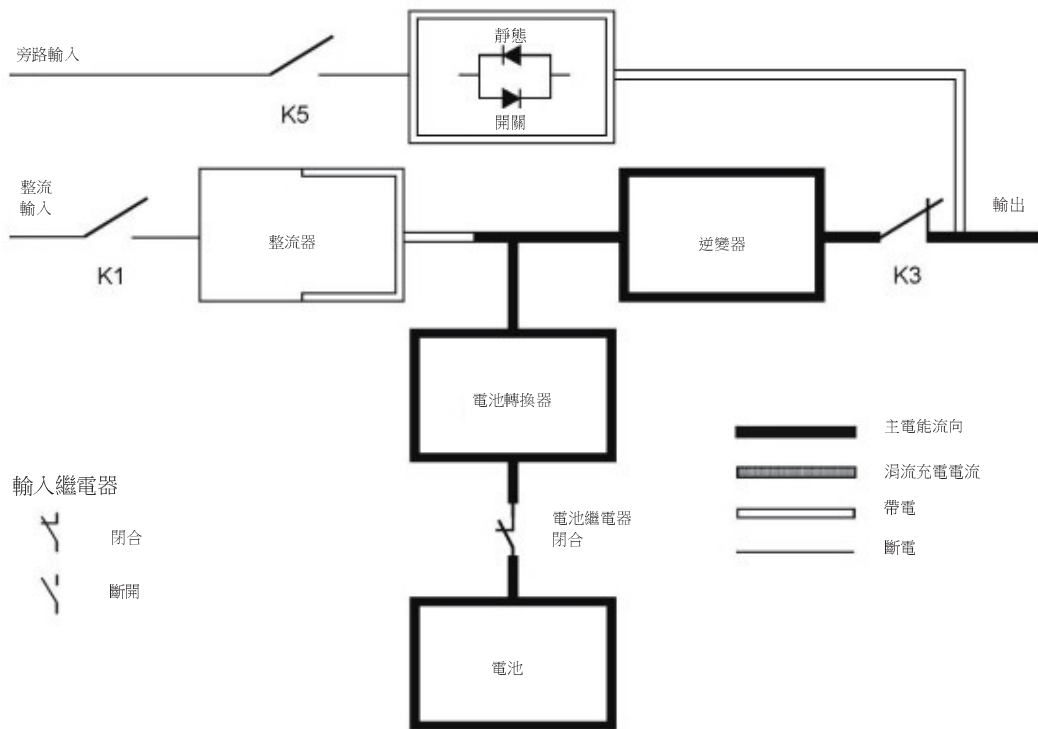 旁路輸入
靜態
開關
K5
整流
輸入
K1
整流器
逆變器
K3
輸出
電池轉換器
主電能流向
涓流充電電流
帶電
斷電
輸入繼電器
閉合
斷開
電池繼電器
閉合
電池